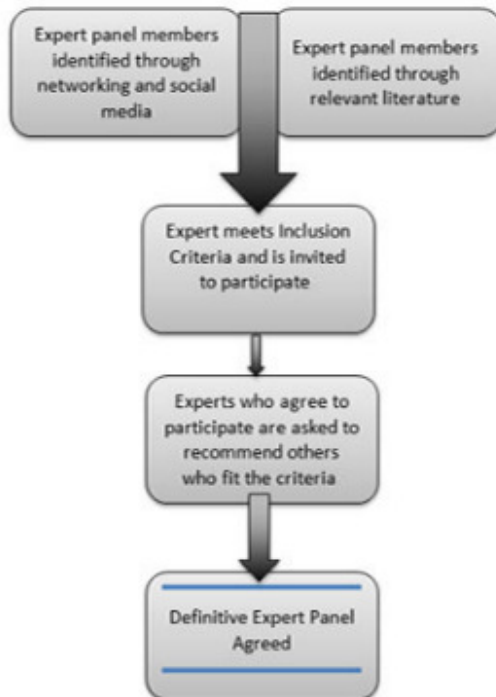 Expert panel members
identified through
networking and social
media
Expert panel members
identified through
relevant literature
Expert meets Inclusion
Criteria and is invited
to participate
Experts who agree to
participate are asked to
recommend others
who fit the criteria
Definitive Expert Panel
Agreed